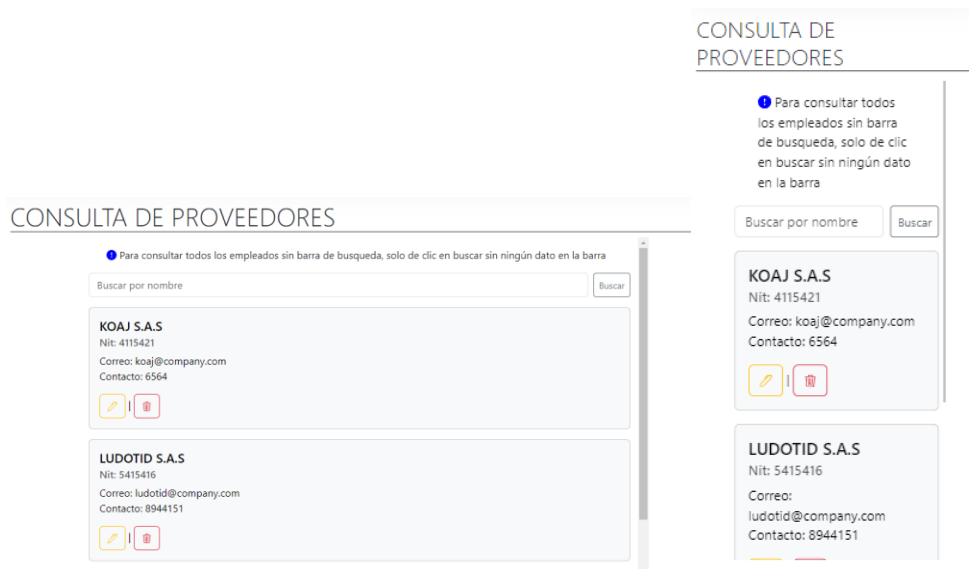 CONSULTA DE PROVEEDORES
Para consultar todos los empleados sin barra de busqueda, solo de clic en buscar sin ningún dato en la barra
Buscar por nombre
Buscar
KOAJ S.A.S
Nit: 4115421
Correo: koaj@company.com
Contacto: 6564
|
LUDOTID S.A.S
Nit: 5415416
Correo: ludotid@company.com
Contacto: 8944151
|
CONSULTA DE
PROVEEDORES
Para consultar todos
los empleados sin barra
de busqueda, solo de clic
en buscar sin ningún dato
en la barra
Buscar por nombre
Buscar
KOAJ S.A.S
Nit: 4115421
Correo: koaj@company.com
Contacto: 6564
|
LUDOTID S.A.S
Nit: 5415416
Correo:
ludotid@company.com
Contacto: 8944151